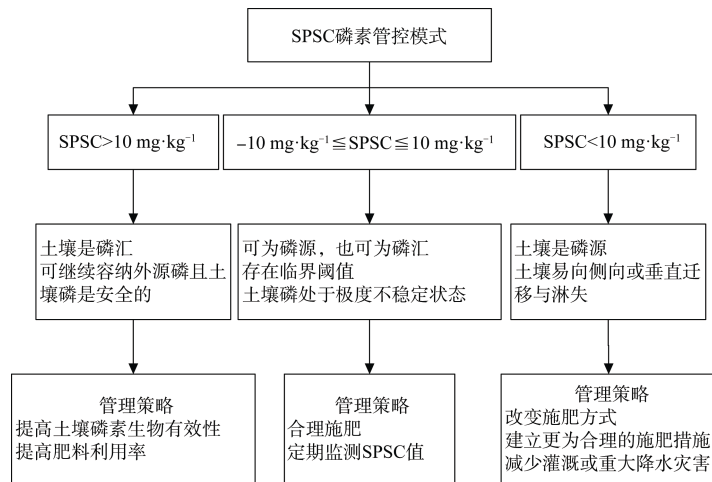 SPSC磷素管控模式
SPSC>10 mg·kg⁻¹
−10 mg·kg⁻¹≦SPSC≦10 mg·kg⁻¹
SPSC<10 mg·kg⁻¹
土壤是磷汇
可继续容纳外源磷且土
壤磷是安全的
可为磷源，也可为磷汇
存在临界阈值
土壤磷处于极度不稳定状态
土壤是磷源
土壤易向侧向或垂直迁
移与淋失
管理策略
提高土壤磷素生物有效性
提高肥料利用率
管理策略
合理施肥
定期监测SPSC值
管理策略
改变施肥方式
建立更为合理的施肥措施
减少灌溉或重大降水灾害